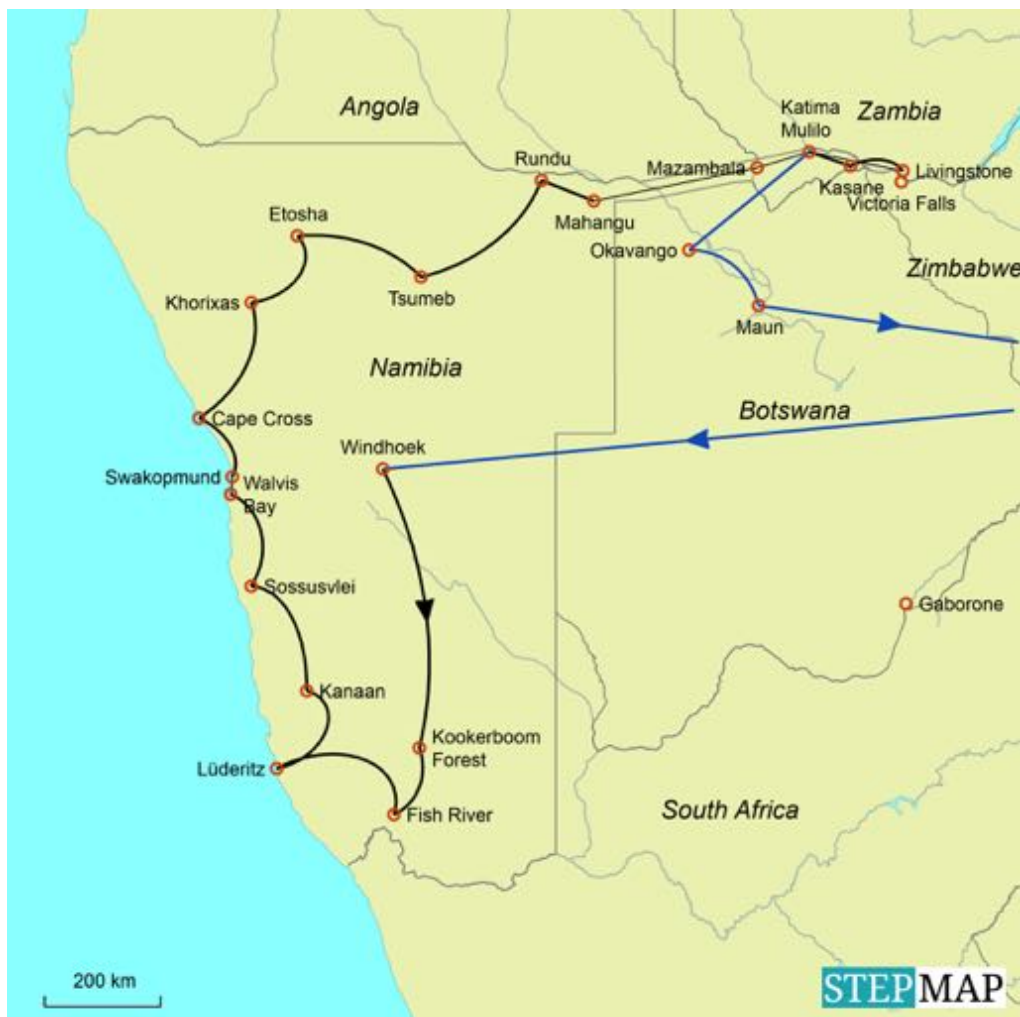 Angola
Katima
Mulilo
Zambia
Rundu
Mazambala
Livingstone
Kasane
Victoria Falls
Mahangu
Etosha
Okavango
Zimbabwe
Tsumeb
Khorixas
Maun
Namibia
Botswana
Cape Cross
Windhoek
Swakopmund
Walvis
Bay
Sossusvlei
Gaborone
Kanaan
Kookerboom
Forest
Lüderitz
South Africa
Fish River
200 km
STEPMAP